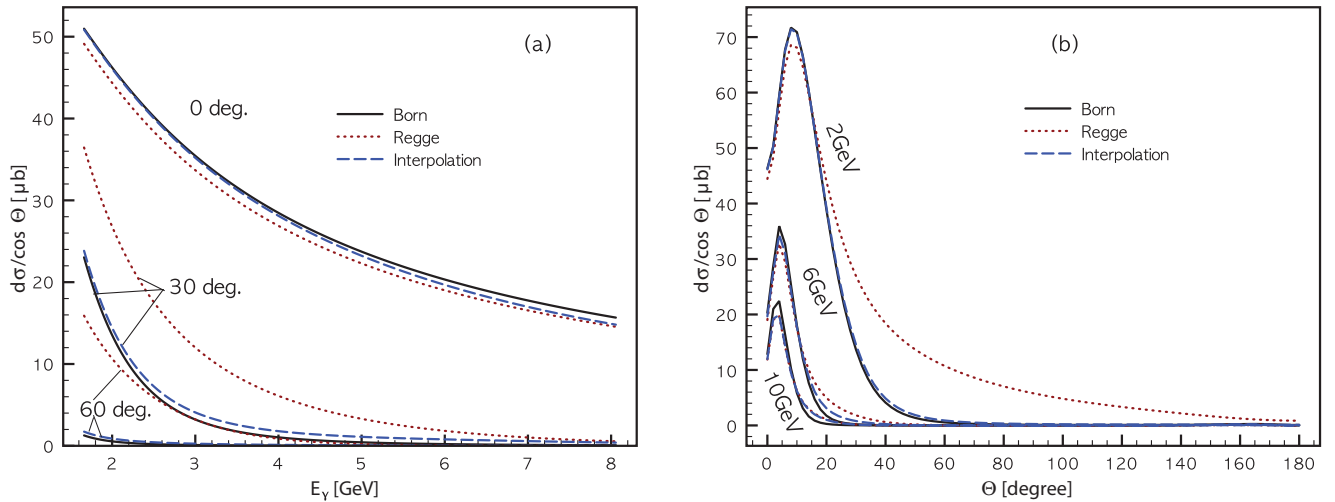 (a)
0 deg.
Born
Regge
Interpolation
30 deg.
60 deg.
dσ/cos Θ [μb]
50
40
30
20
10
0
2
3
4
5
6
7
8
Eγ [GeV]
(b)
Born
Regge
Interpolation
2GeV
6GeV
10GeV
dσ/cos Θ [μb]
70
60
50
40
30
20
10
0
0
20
40
60
80
100
120
140
160
180
Θ [degree]